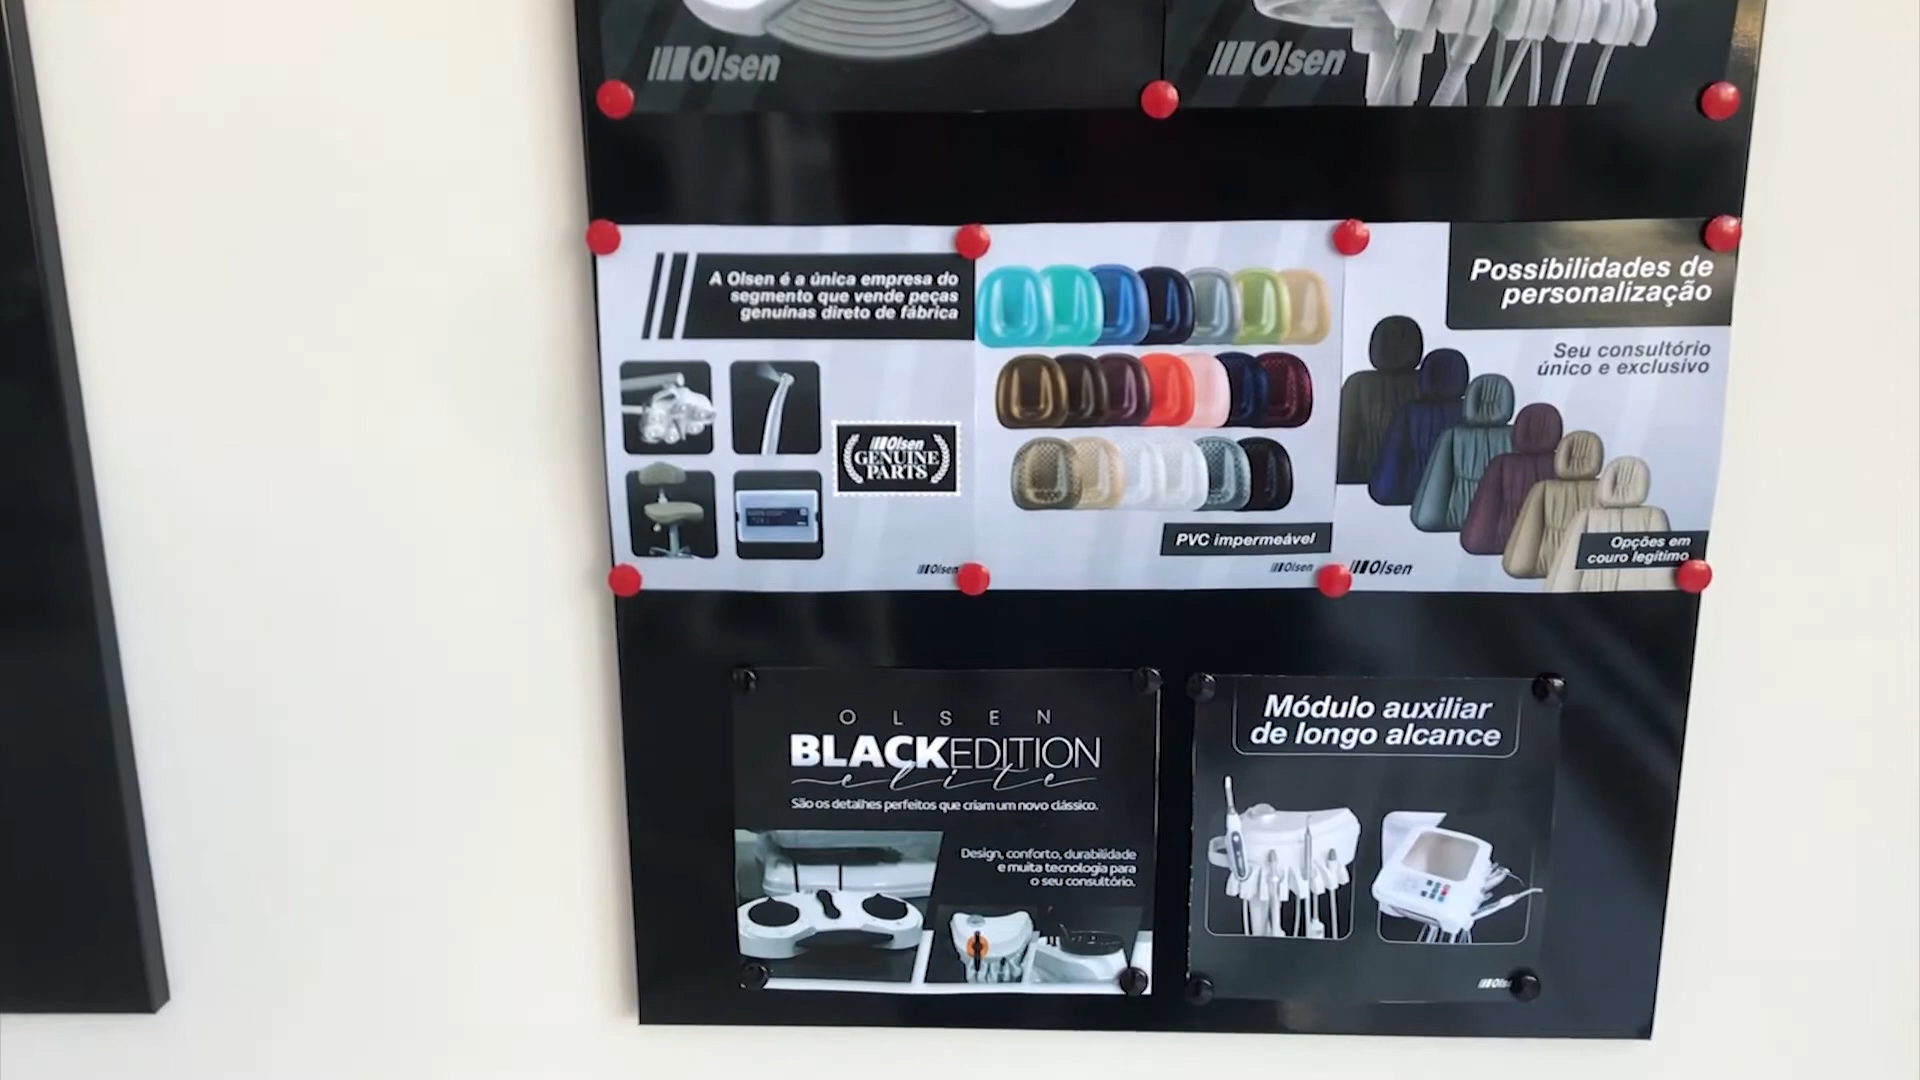 Olsen
Olsen
A Olsen é a única empresa do
segmento que vende peças
genuínas direto de fábrica
Olsen
GENUINE
PARTS
Olsen
PVC impermeável
Olsen
Possibilidades de
personalização
Seu consultório
único e exclusivo
Opções em
couro legítimo
Olsen
OLSEN
BLACKEDITION
elite
São os detalhes perfeitos que criam um novo clássico.
Design, conforto, durabilidade
e muita tecnologia para
o seu consultório.
Módulo auxiliar
de longo alcance